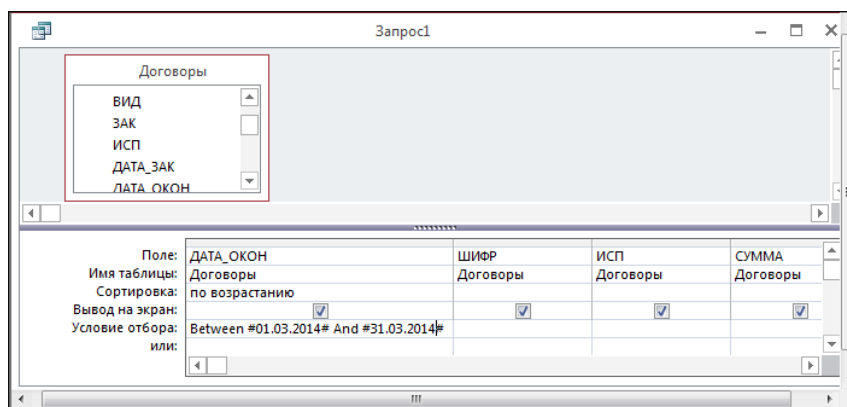 Запрос1
Договоры
ВИД
ЗАК
ИСП
ДАТА_ЗАК
ДАТА_ОКОН
Поле: ДАТА_ОКОН ШИФР ИСП СУММА
Имя таблицы: Договоры Договоры Договоры Договоры
Сортировка: по возрастанию
Вывод на экран:
Условие отбора: Between #01.03.2014# And #31.03.2014#
или: